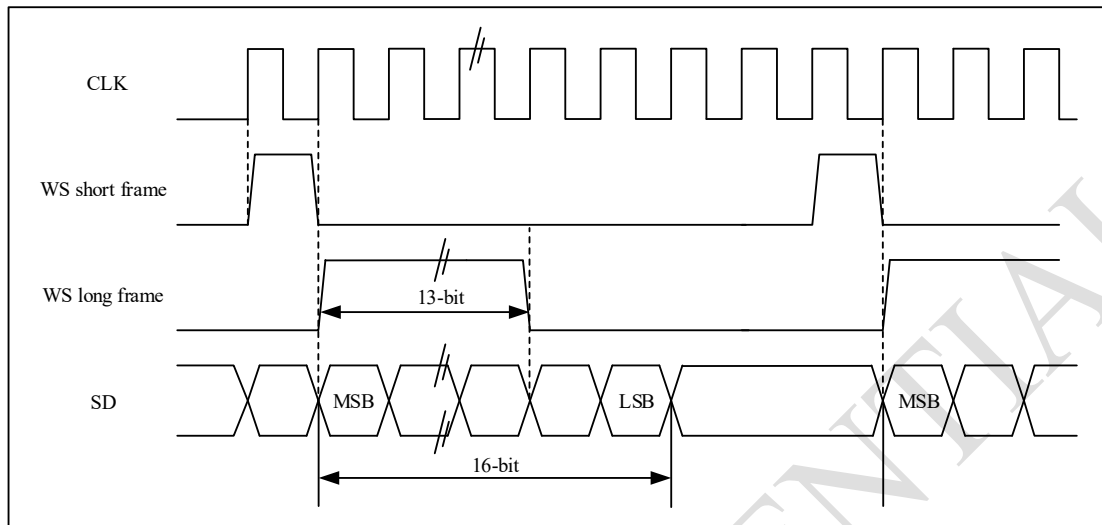 CLK
WS short frame
WS long frame
13-bit
SD
MSB
LSB
MSB
16-bit